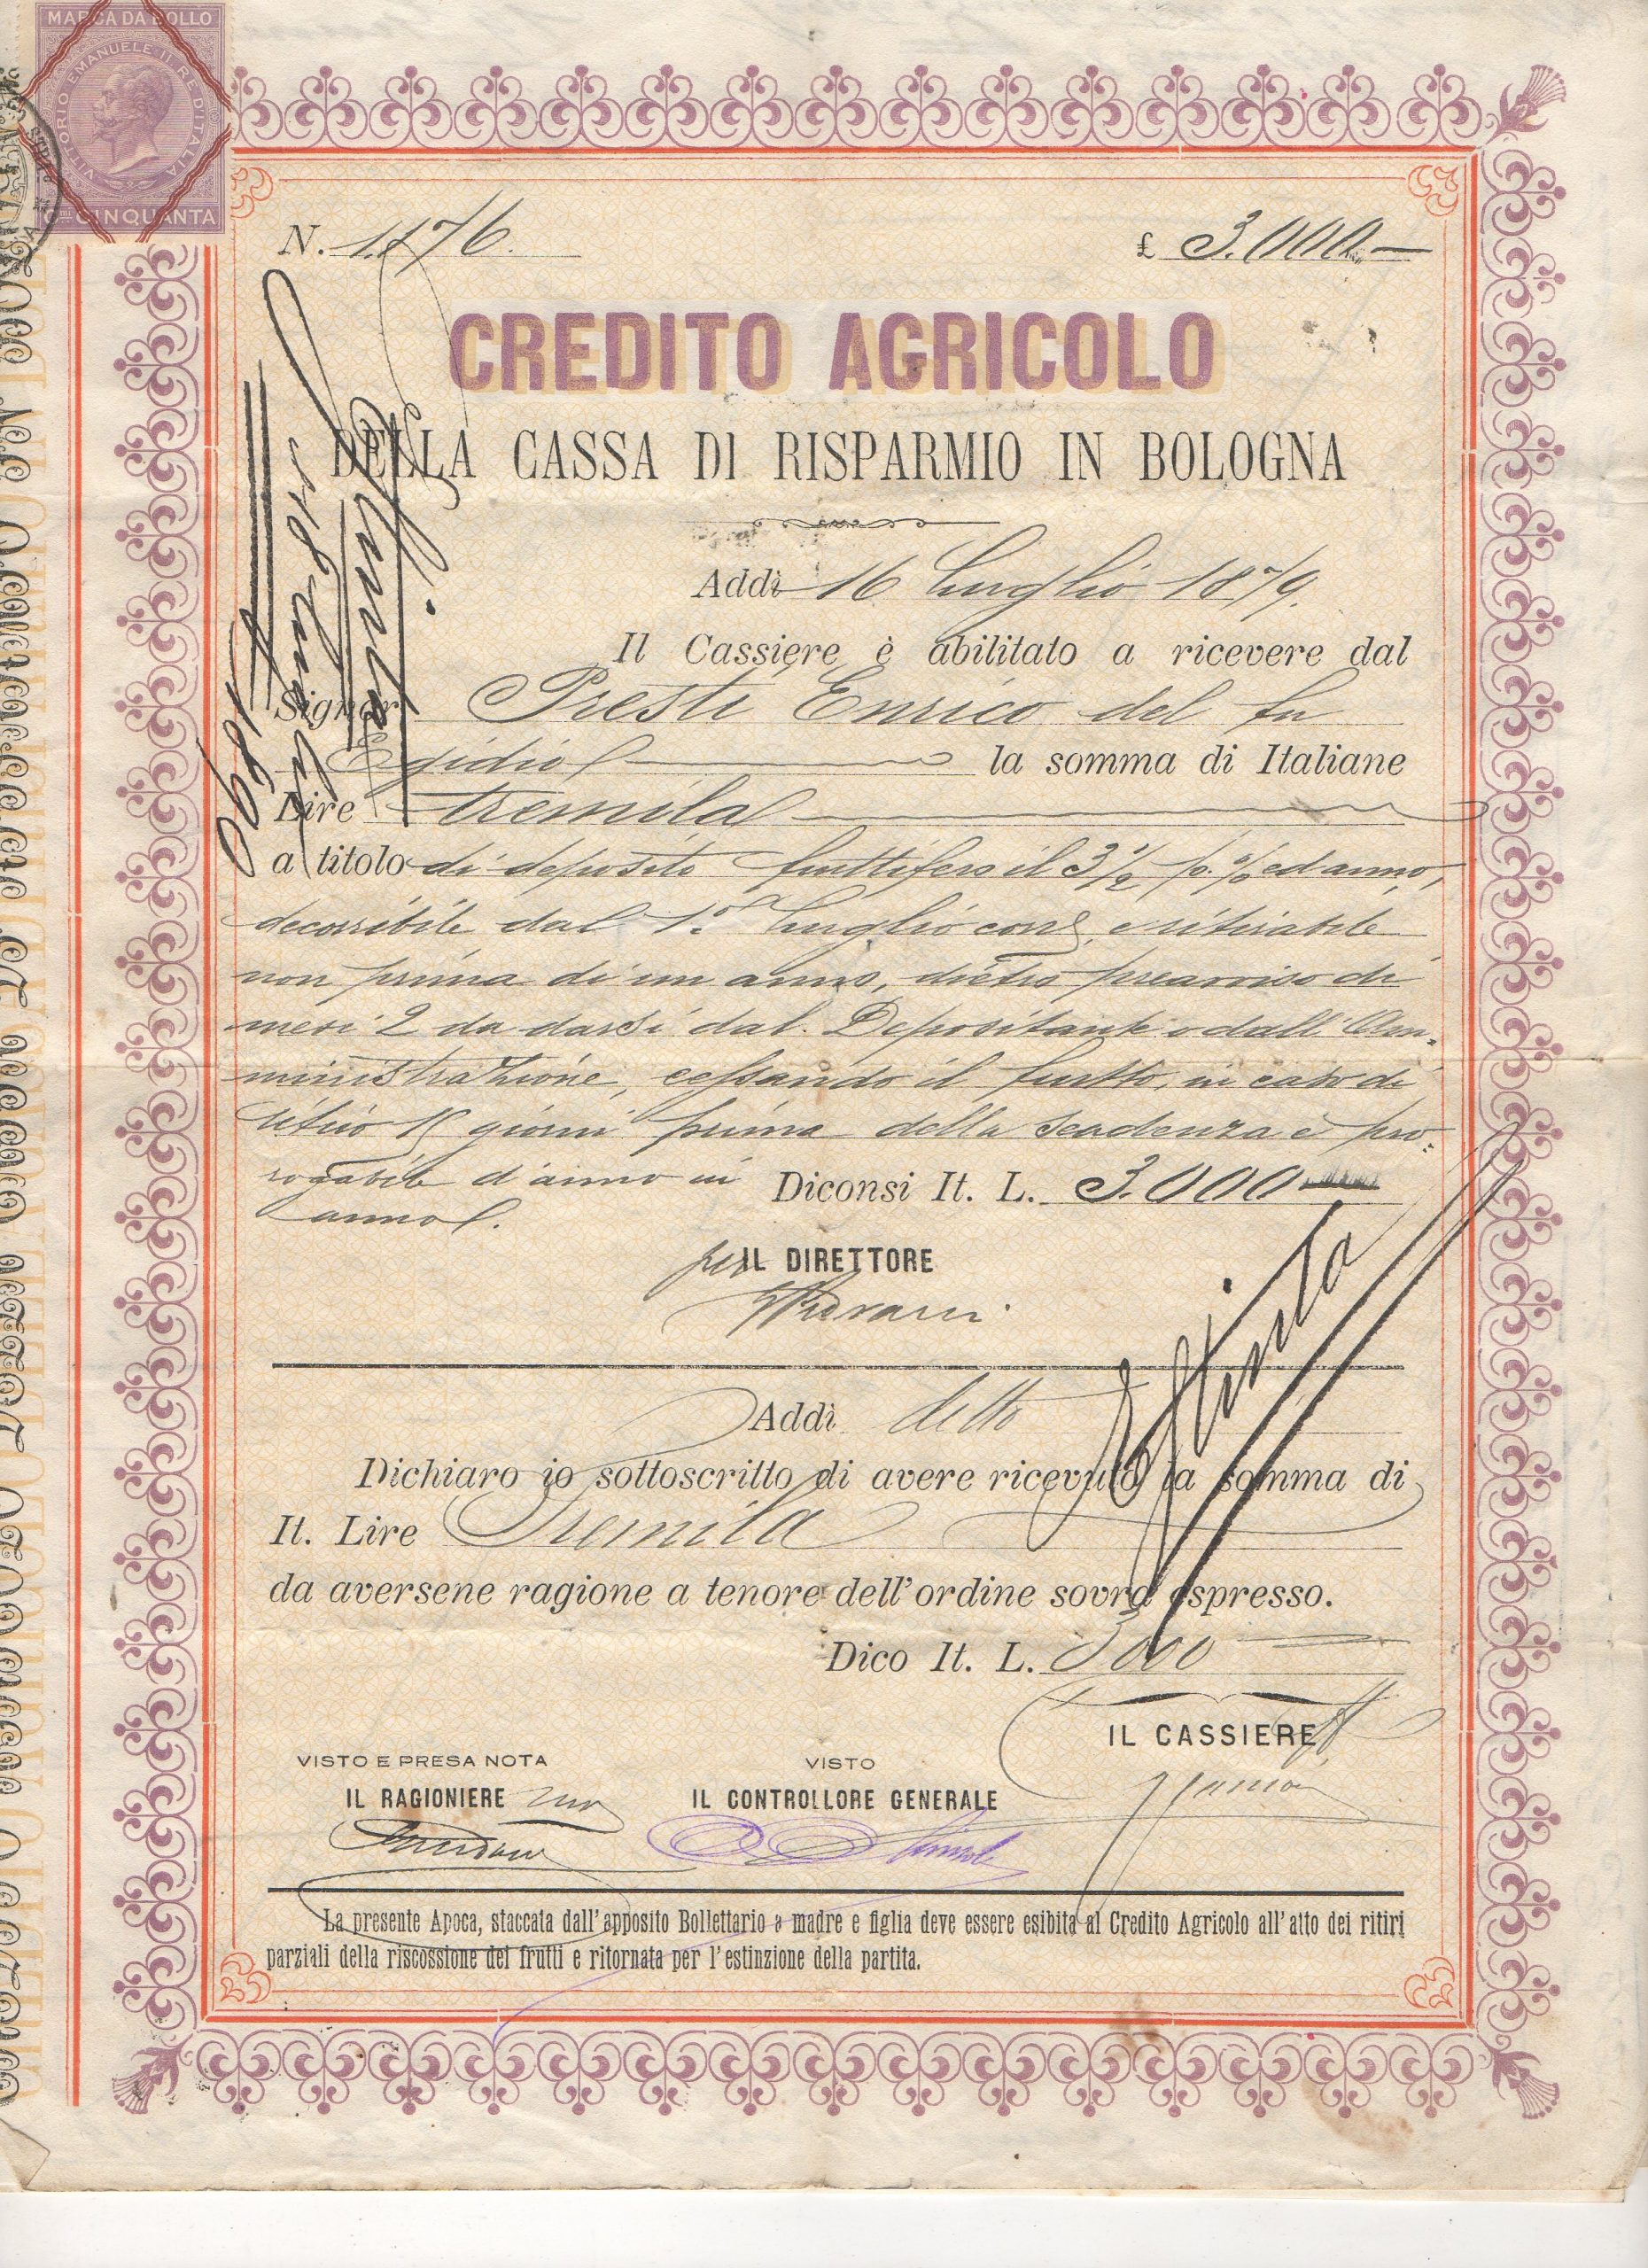 MARCA DA BOLLO
VITTORIO EMANUELE II RE D'ITALIA
Cmi CINQUANTA
N. 1.176. £ 3.000.—
CREDITO AGRICOLO
DELLA CASSA DI RISPARMIO IN BOLOGNA
Addì 16 Luglio 1879.
Il Cassiere è abilitato a ricevere dal
Signor Presti Enrico del fu
Egidio la somma di Italiane
Lire tremila
a titolo di deposito fruttifero il 3 1/2 p. % ed anno,
decorribile dal 1.° Luglio corr. e ritirabile
non prima di un anno, dietro preavviso di
mesi 2 da darsi dal Depositante o dall' Am-
ministrazione, cessando il frutto, in caso di
ritiro 15 giorni prima della scadenza è pro-
rogabile d'anno in Diconsi It. L. 3.000
anno.
per IL DIRETTORE
Addì detto
Estinta
Dichiaro io sottoscritto di avere ricevuto la somma di
It. Lire Tremila
da aversene ragione a tenore dell' ordine sovra espresso.
Dico It. L. 3000
IL CASSIERE
VISTO E PRESA NOTA VISTO
IL RAGIONIERE IL CONTROLLORE GENERALE
La presente Apoca, staccata dall' apposito Bollettario a madre e figlia deve essere esibita al Credito Agricolo all' atto dei ritiri
parziali della riscossione dei frutti e ritornata per l' estinzione della partita.